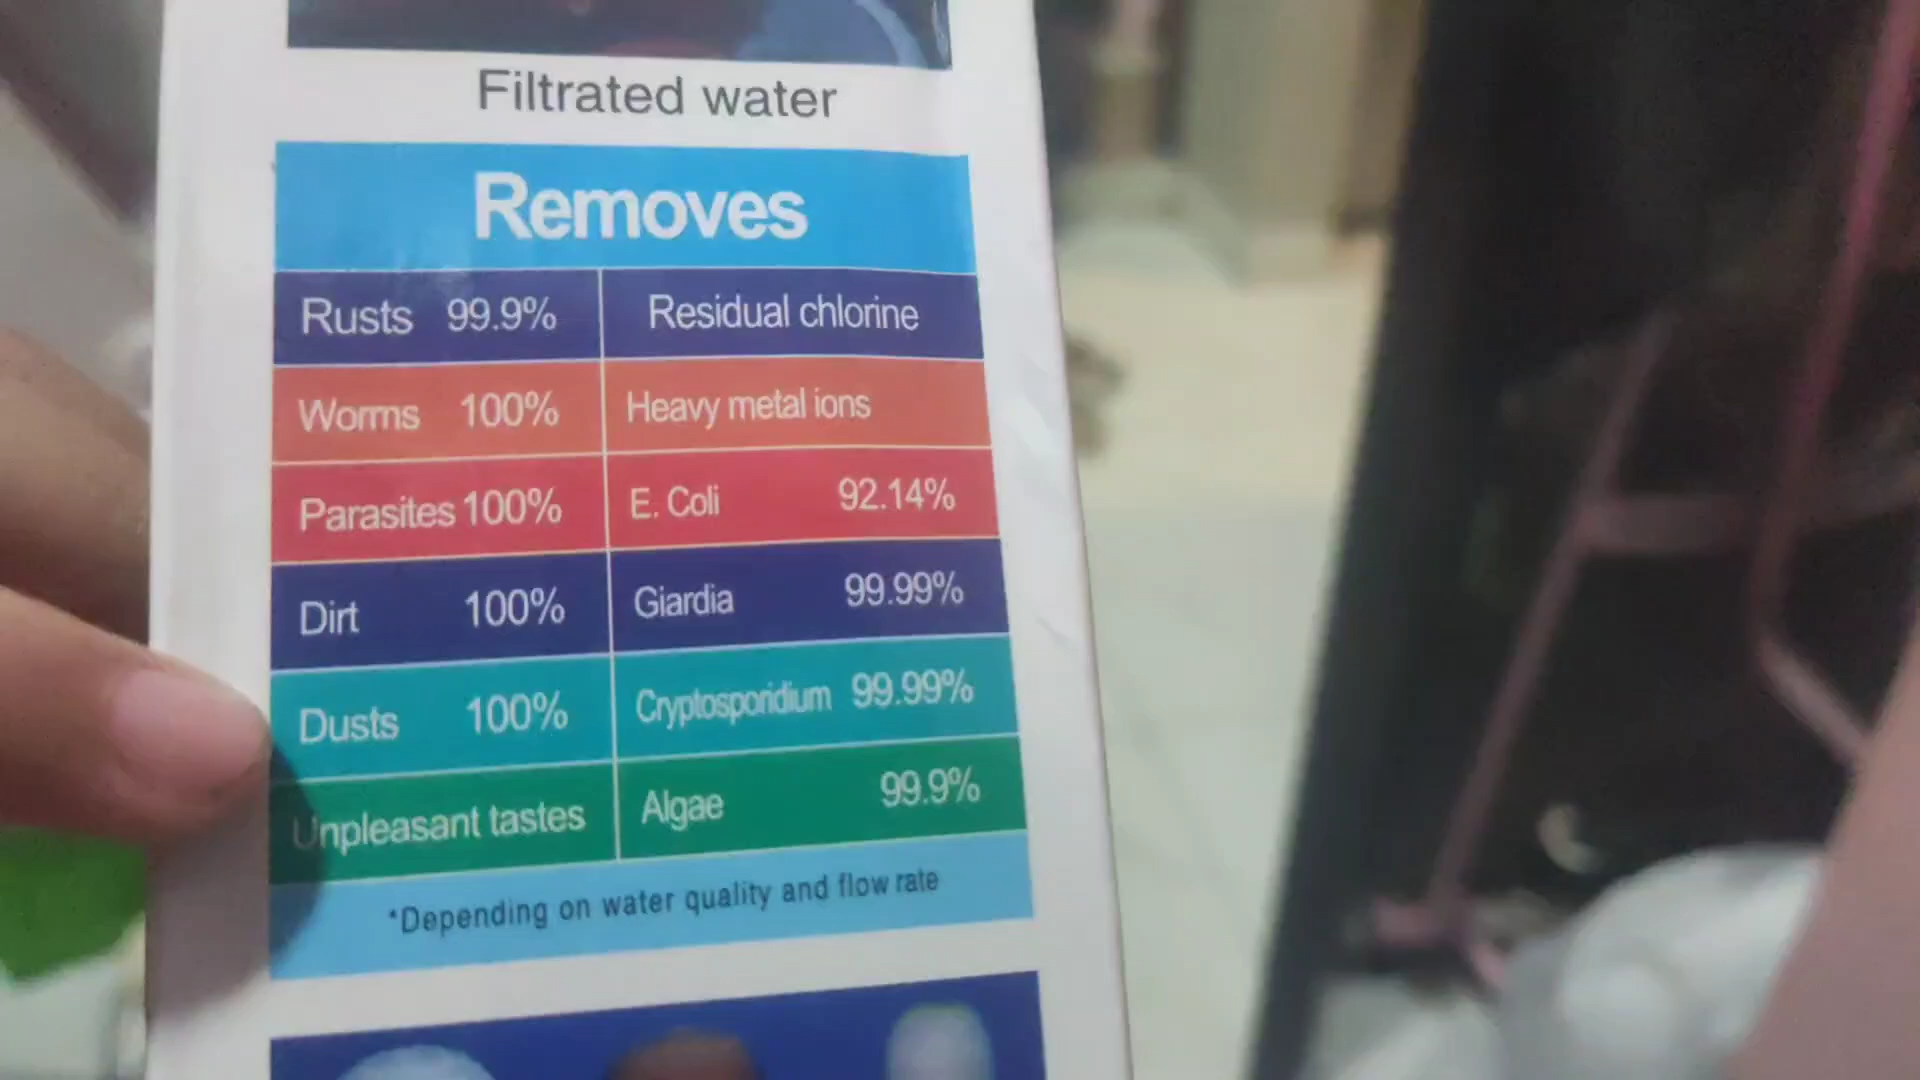 Filtrated water
Removes
Rusts 99.9% Residual chlorine
Worms 100% Heavy metal ions
Parasites 100% E. Coli 92.14%
Dirt 100% Giardia 99.99%
Dusts 100% Cryptosporidium 99.99%
Unpleasant tastes Algae 99.9%
*Depending on water quality and flow rate